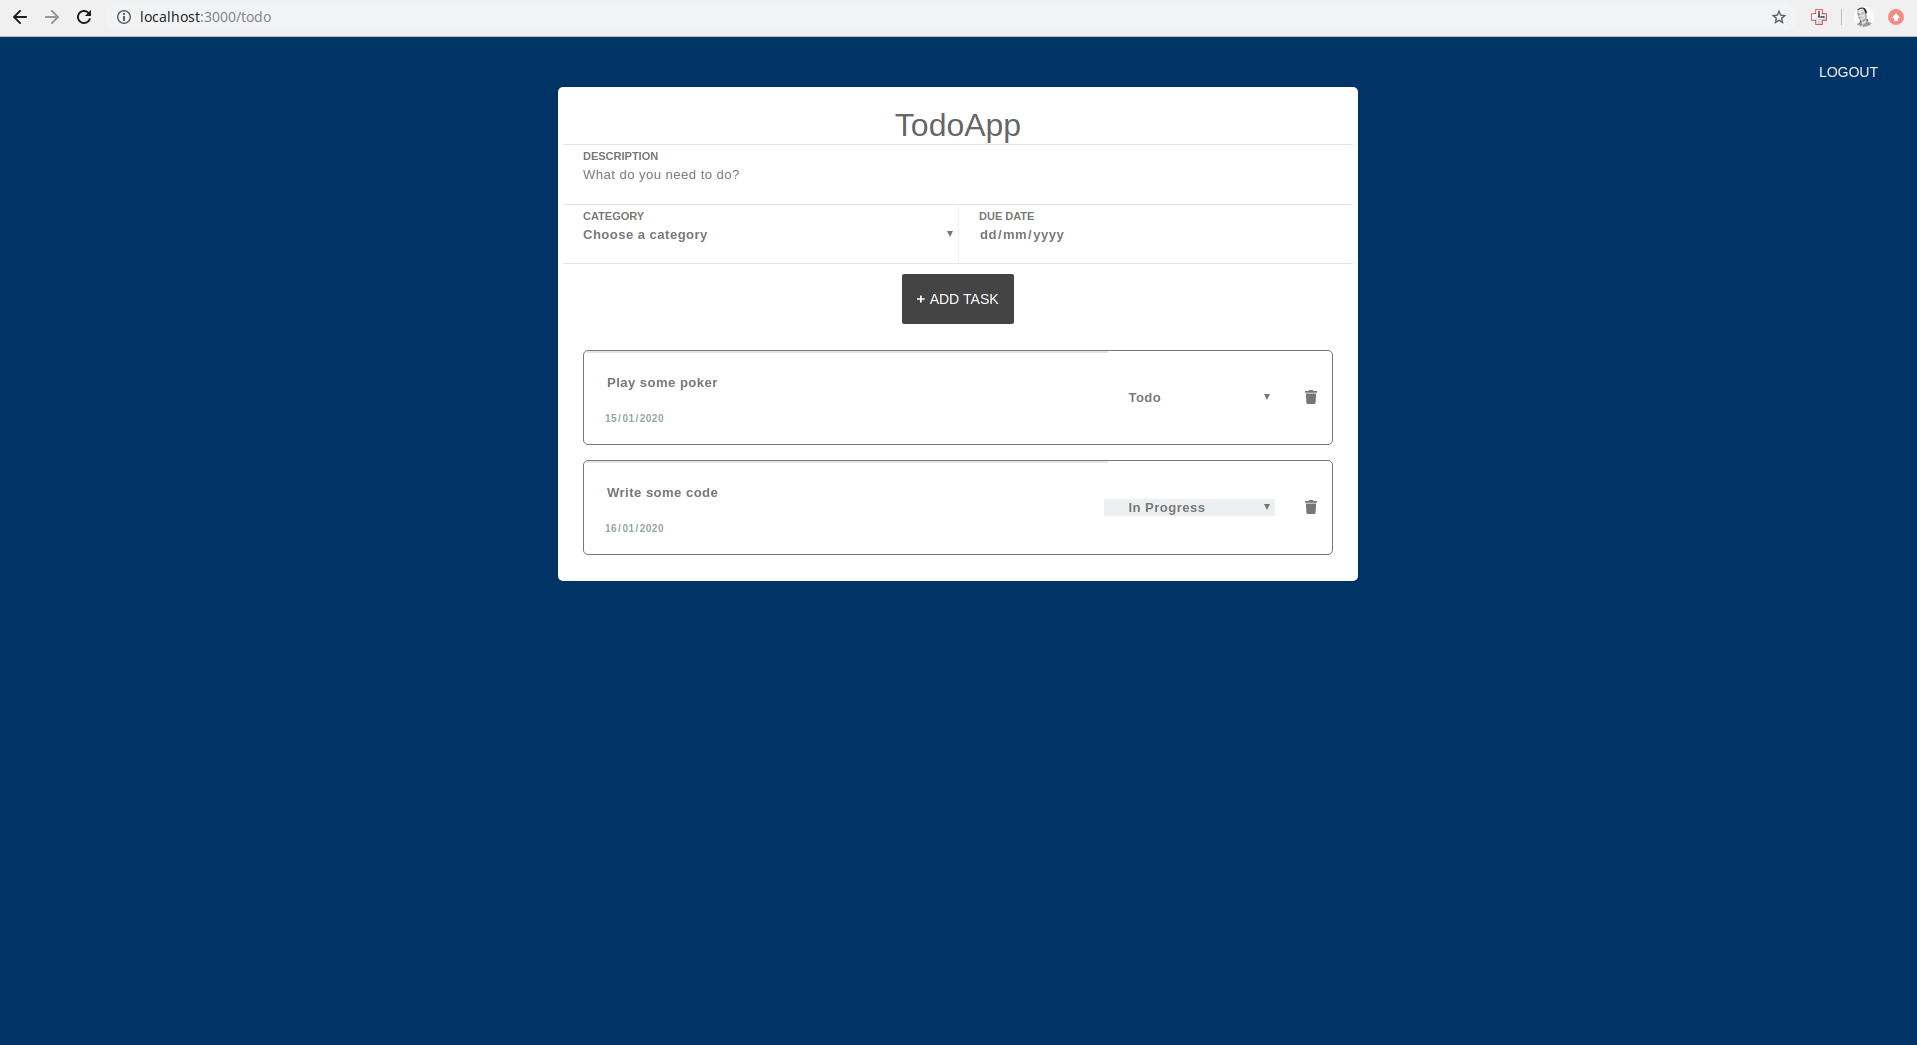 localhost:3000/todo
LOGOUT
TodoApp
DESCRIPTION
What do you need to do?
CATEGORY
Choose a category
DUE DATE
dd/mm/yyyy
+ ADD TASK
Play some poker
Todo
15/01/2020
Write some code
In Progress
16/01/2020